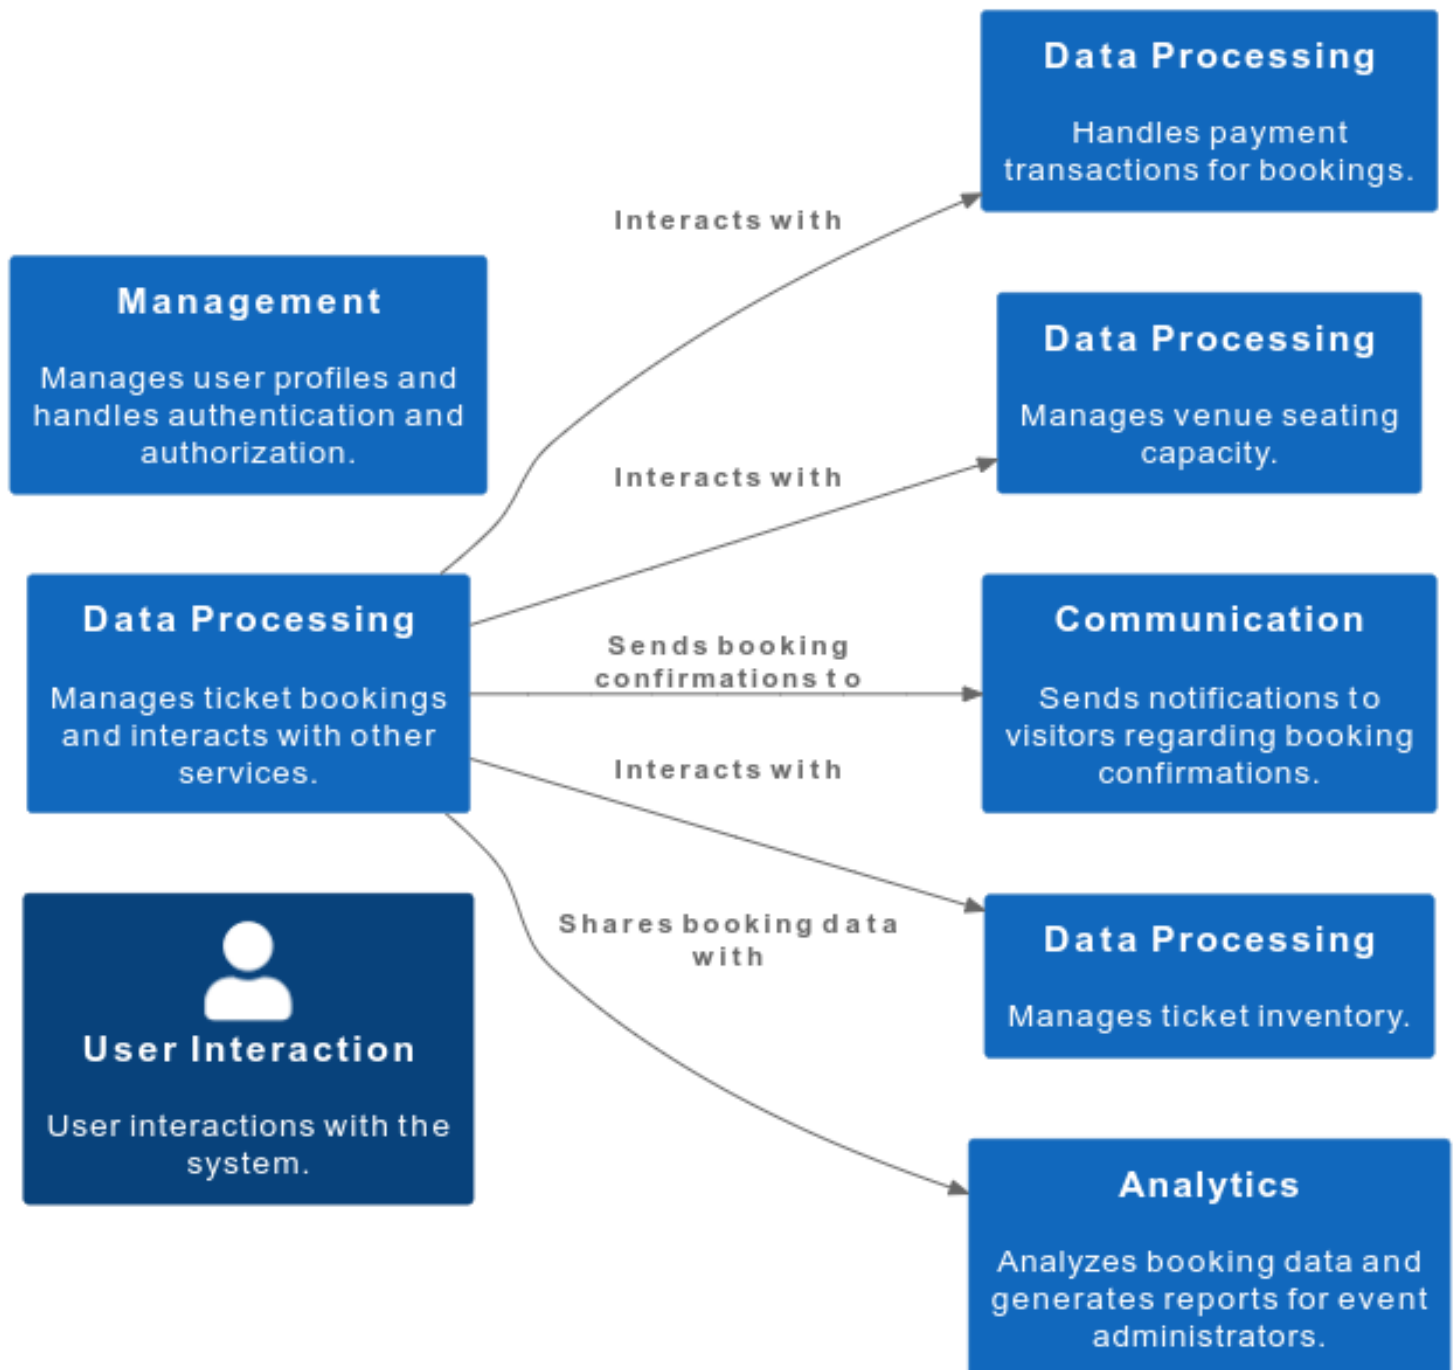 Data Processing
Handles payment
transactions for bookings.
Interacts with
Management
Manages user profiles and
handles authentication and
authorization.
Data Processing
Manages venue seating
capacity.
Interacts with
Data Processing
Manages ticket bookings
and interacts with other
services.
Sends booking
confirmations to
Communication
Sends notifications to
visitors regarding booking
confirmations.
Interacts with
Data Processing
Manages ticket inventory.
Shares booking data
with
User Interaction
User interactions with the
system.
Analytics
Analyzes booking data and
generates reports for event
administrators.